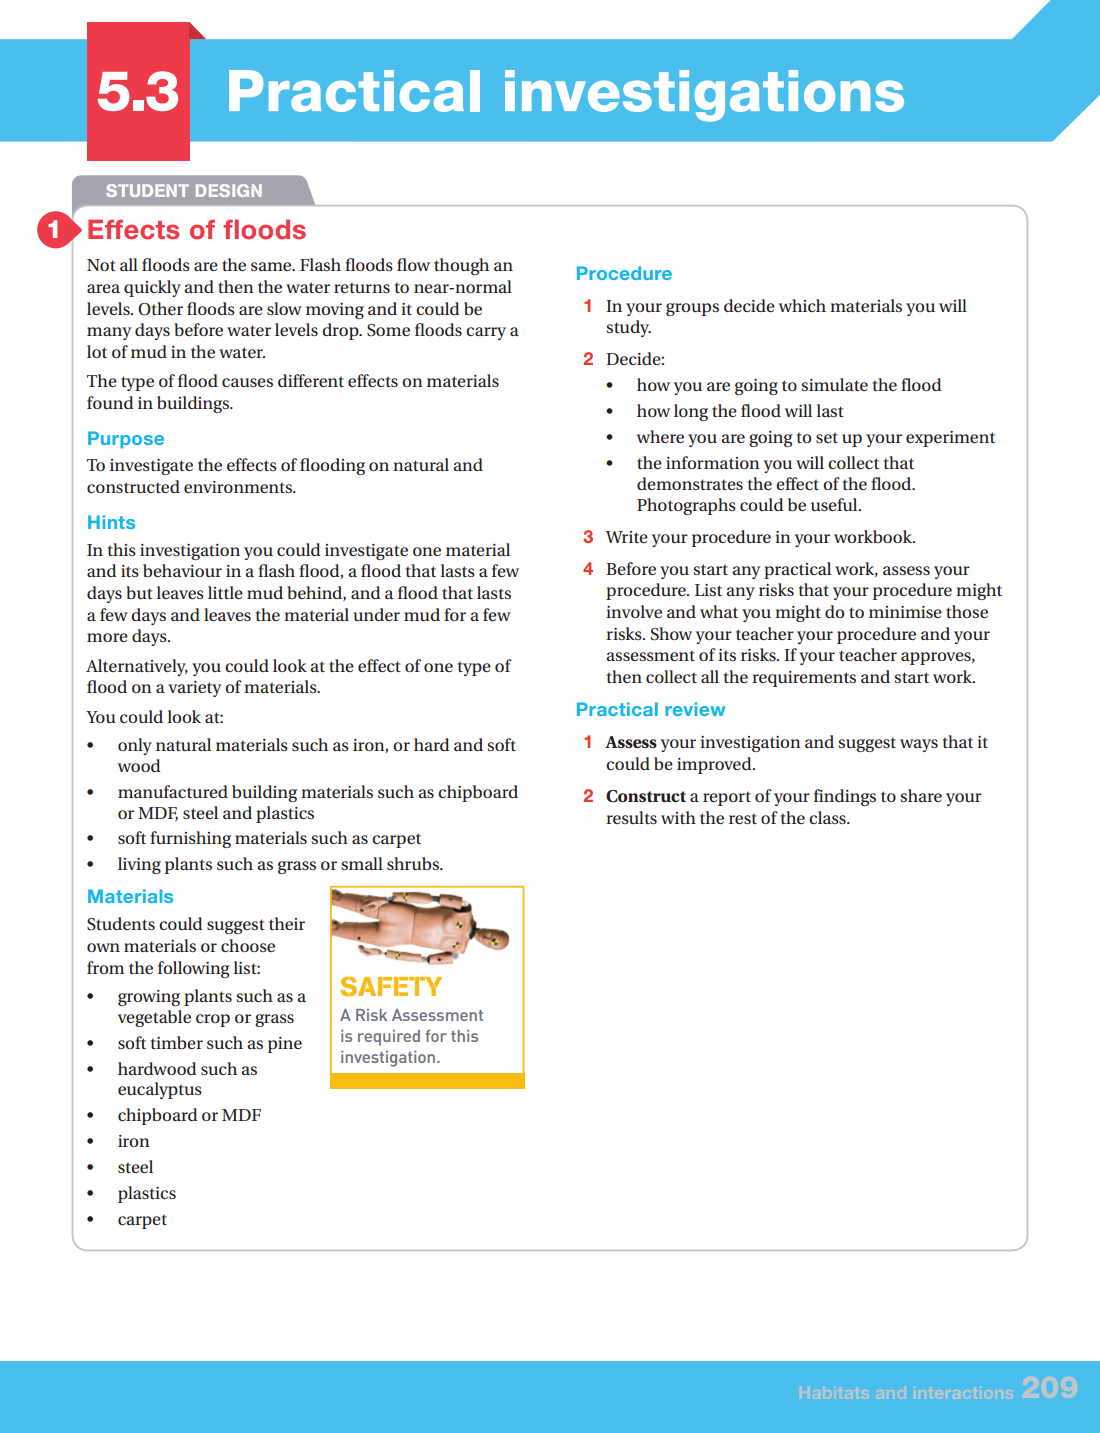 5.3
Practical investigations
STUDENT DESIGN
1
Effects of floods
Not all floods are the same. Flash floods flow though an
area quickly and then the water returns to near-normal
levels. Other floods are slow moving and it could be
many days before water levels drop. Some floods carry a
lot of mud in the water.
The type of flood causes different effects on materials
found in buildings.
Purpose
To investigate the effects of flooding on natural and
constructed environments.
Hints
In this investigation you could investigate one material
and its behaviour in a flash flood, a flood that lasts a few
days but leaves little mud behind, and a flood that lasts
a few days and leaves the material under mud for a few
more days.
Alternatively, you could look at the effect of one type of
flood on a variety of materials.
You could look at:
• only natural materials such as iron, or hard and soft
wood
• manufactured building materials such as chipboard
or MDF, steel and plastics
• soft furnishing materials such as carpet
• living plants such as grass or small shrubs.
Materials
Students could suggest their
own materials or choose
from the following list:
• growing plants such as a
vegetable crop or grass
• soft timber such as pine
• hardwood such as
eucalyptus
• chipboard or MDF
• iron
• steel
• plastics
• carpet
SAFETY
A Risk Assessment
is required for this
investigation.
Procedure
1 In your groups decide which materials you will
study.
2 Decide:
• how you are going to simulate the flood
• how long the flood will last
• where you are going to set up your experiment
• the information you will collect that
demonstrates the effect of the flood.
Photographs could be useful.
3 Write your procedure in your workbook.
4 Before you start any practical work, assess your
procedure. List any risks that your procedure might
involve and what you might do to minimise those
risks. Show your teacher your procedure and your
assessment of its risks. If your teacher approves,
then collect all the requirements and start work.
Practical review
1 Assess your investigation and suggest ways that it
could be improved.
2 Construct a report of your findings to share your
results with the rest of the class.
Habitats and interactions 209